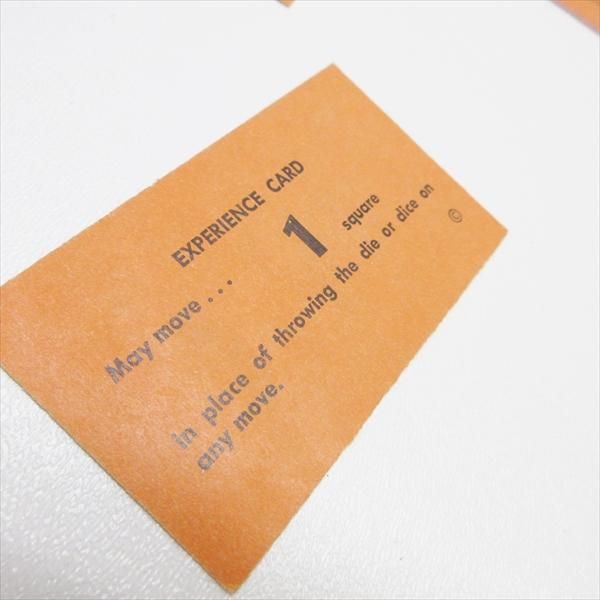 EXPERIENCE CARD
May move . . . 1 square
in place of throwing the die or dice on
any move.
©